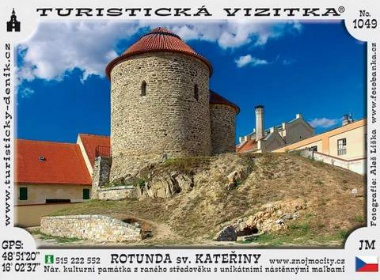 TURISTICKÁ VIZITKA®
No.
1049
www.turisticky-denik.cz
Fotografie: Aleš Liška www.fotobanka.cz
GPS:
48°51'20"
16°02'37"
515 222 552
ROTUNDA sv. KATEŘINY
www.znojmocity.cz
Nár. kulturní památka z raného středověku s unikátními nástěnnými malbami
JM